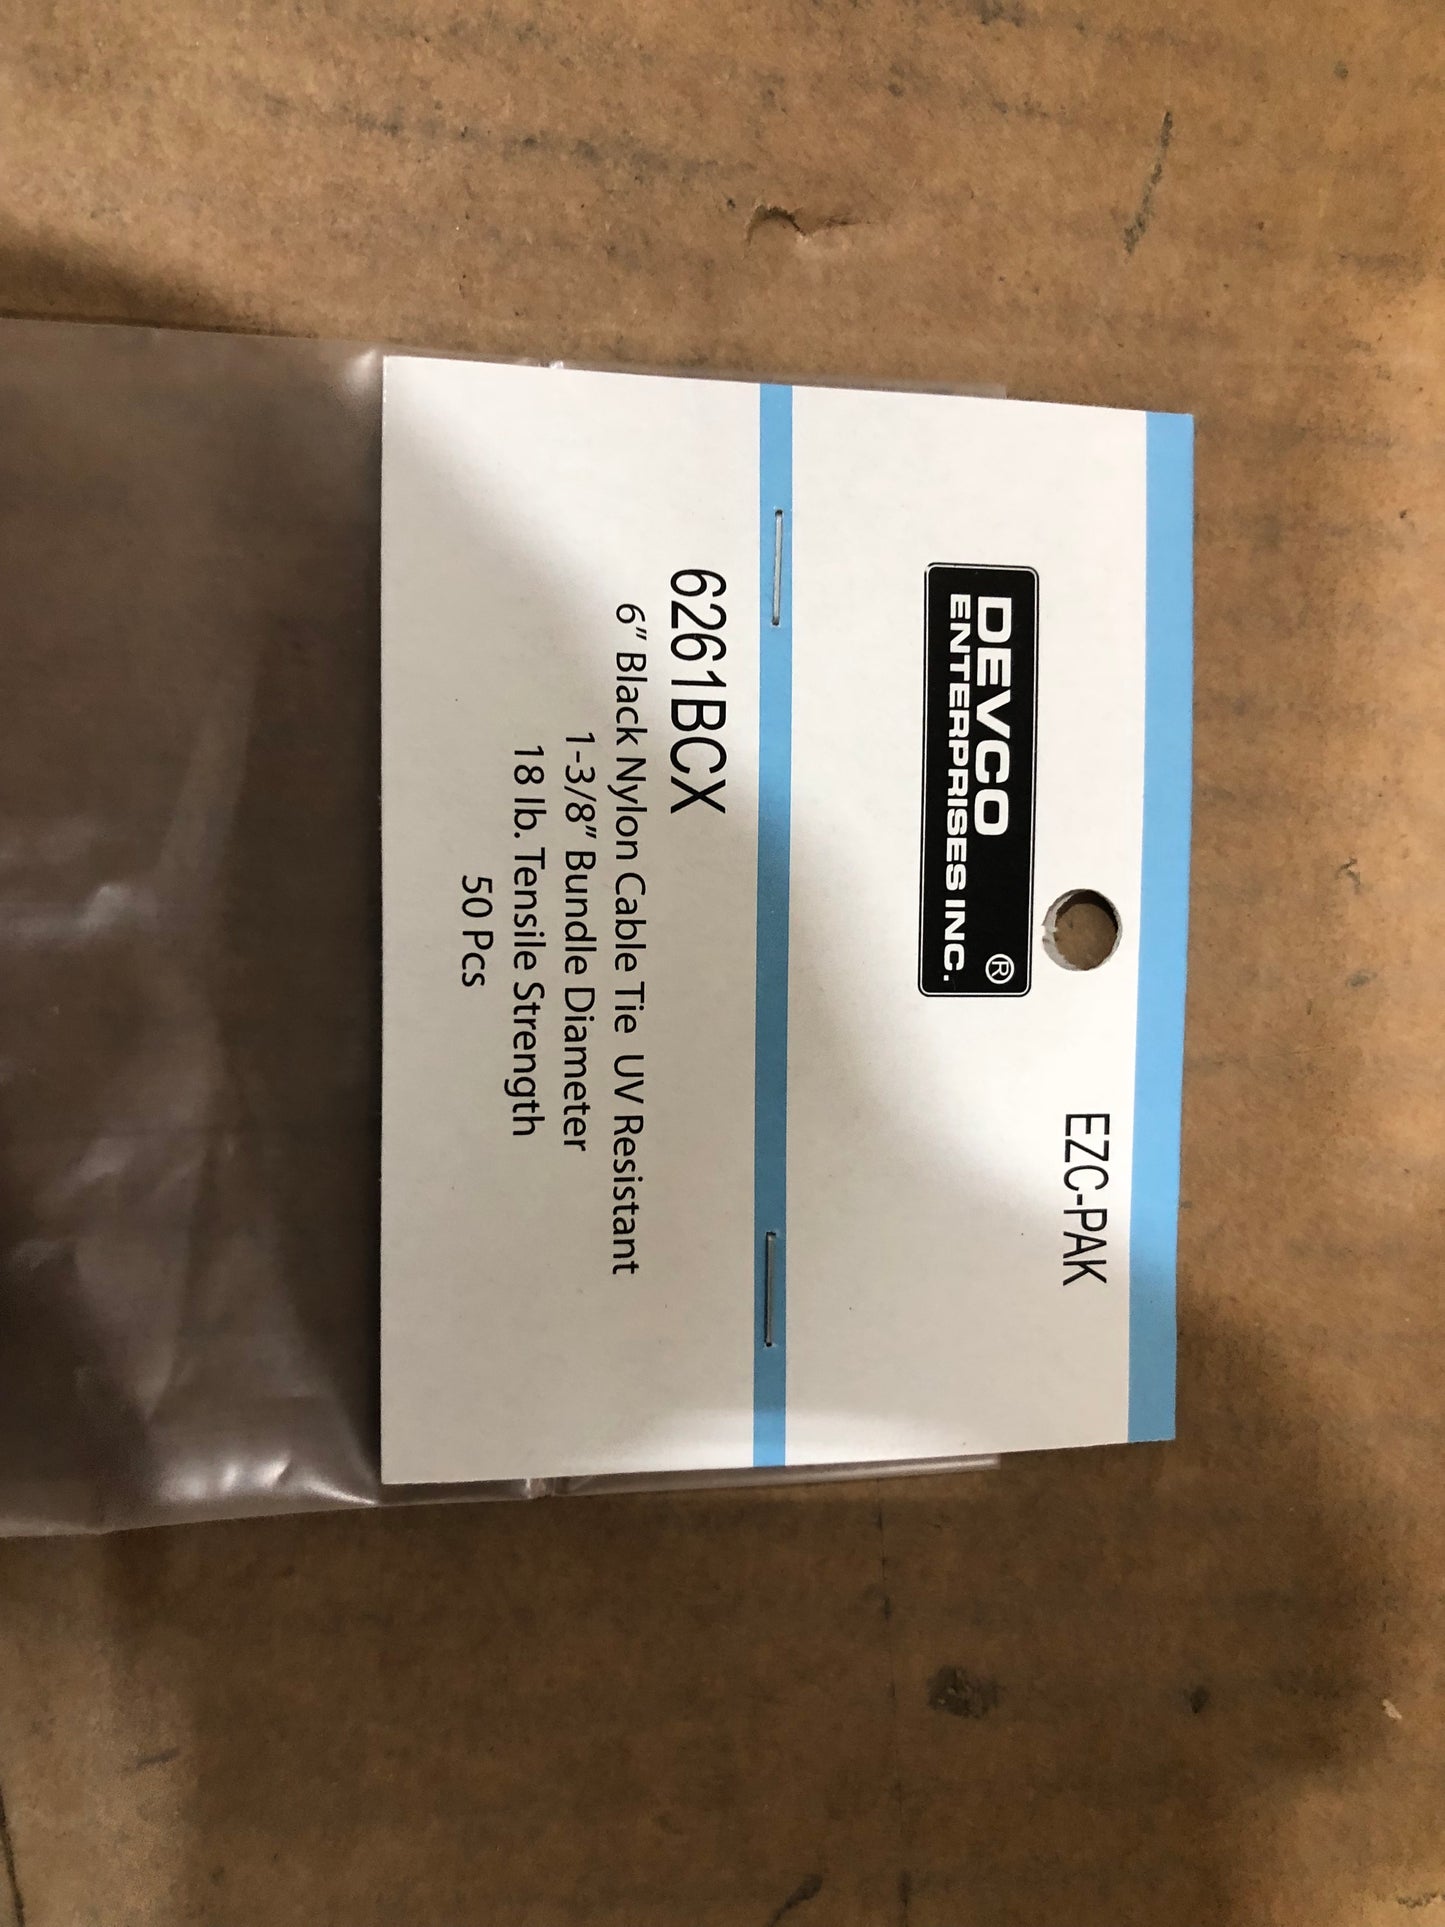 EZC-PAK
DEVCO ®
ENTERPRISES INC.
6261BCX
6" Black Nylon Cable Tie UV Resistant
1-3/8" Bundle Diameter
18 lb. Tensile Strength
50 Pcs